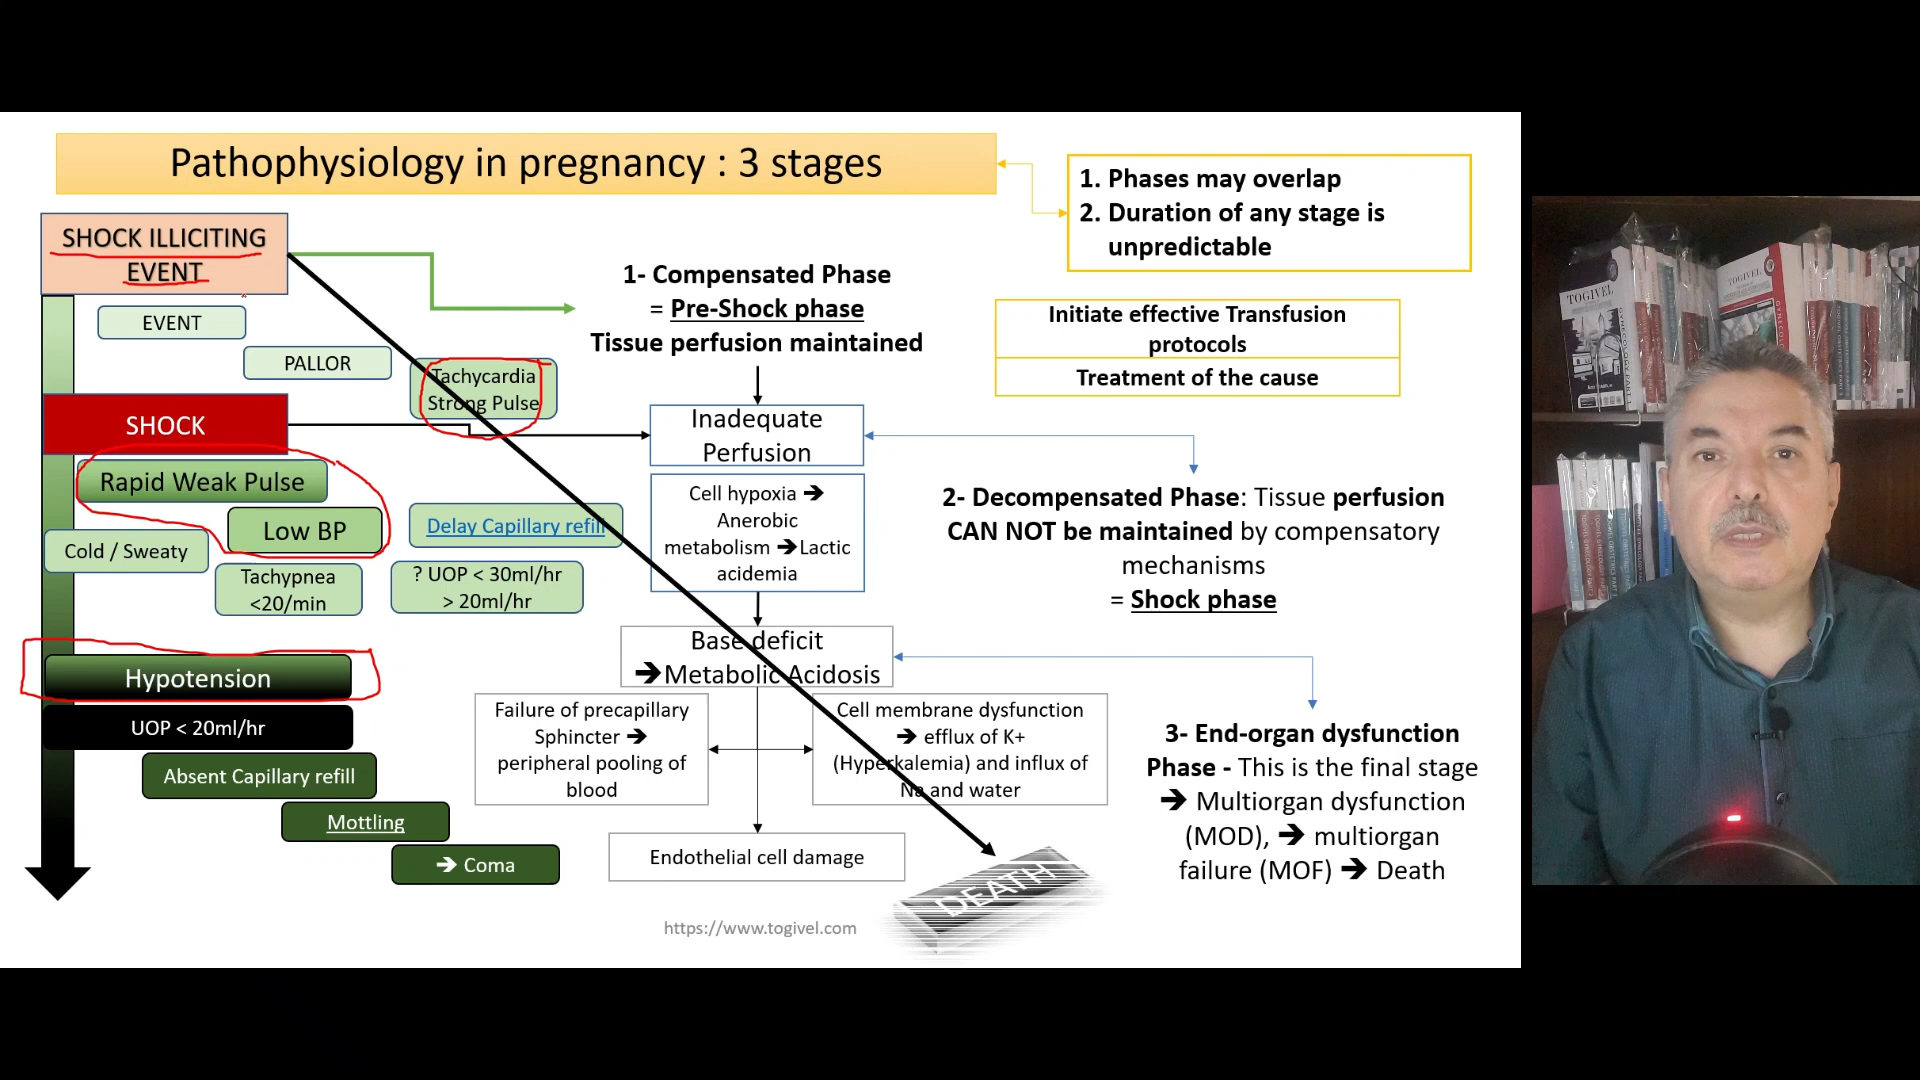 Pathophysiology in pregnancy : 3 stages
1. Phases may overlap
2. Duration of any stage is
unpredictable
SHOCK ILLICITING
EVENT
EVENT
PALLOR
Tachycardia
Strong Pulse
SHOCK
Rapid Weak Pulse
Low BP
Cold / Sweaty
Tachypnea
<20/min
Delay Capillary refill
? UOP < 30ml/hr
> 20ml/hr
Hypotension
UOP < 20ml/hr
Absent Capillary refill
Mottling
➔ Coma
1- Compensated Phase
= Pre-Shock phase
Tissue perfusion maintained
Inadequate
Perfusion
Cell hypoxia ➔
Anerobic
metabolism ➔Lactic
acidemia
Base deficit
➔Metabolic Acidosis
Failure of precapillary
Sphincter ➔
peripheral pooling of
blood
Cell membrane dysfunction
➔ efflux of K+
(Hyperkalemia) and influx of
Na and water
Endothelial cell damage
DEATH
https://www.togivel.com
Initiate effective Transfusion
protocols
Treatment of the cause
2- Decompensated Phase: Tissue perfusion
CAN NOT be maintained by compensatory
mechanisms
= Shock phase
3- End-organ dysfunction
Phase - This is the final stage
➔ Multiorgan dysfunction
(MOD), ➔ multiorgan
failure (MOF) ➔ Death
TOGIVEL
TOGIVEL